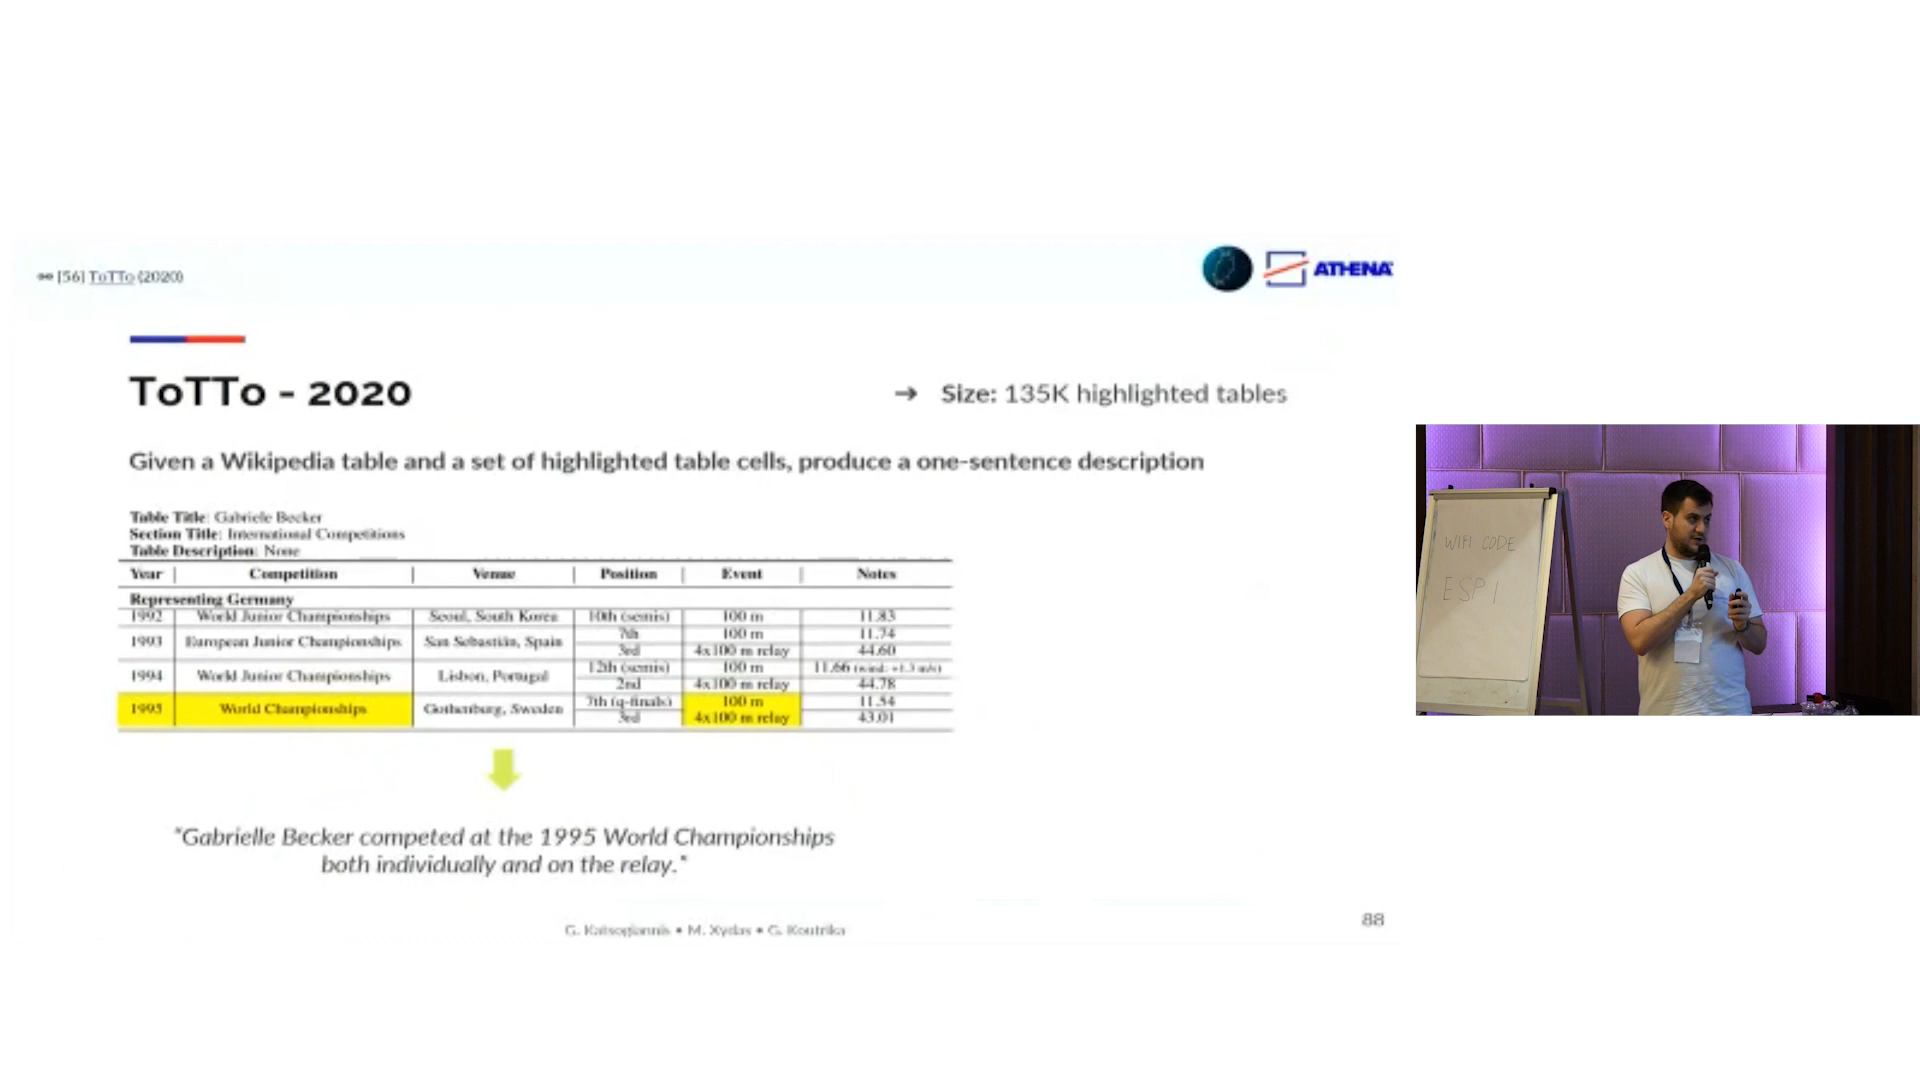 [56] ToTTo (2020)
ATHENA
ToTTo - 2020
→ Size: 135K highlighted tables
Given a Wikipedia table and a set of highlighted table cells, produce a one-sentence description
Table Title: Gabriele Becker
Section Title: International Competitions
Table Description: None
Year | Competition | Venue | Position | Event | Notes
Representing Germany
1992 World Junior Championships Seoul, South Korea 10th (semis) 100 m 11.83
1993 European Junior Championships San Sebastián, Spain 7th 100 m 11.74
3rd 4x100 m relay 44.60
1994 World Junior Championships Lisbon, Portugal 12th (semis) 100 m 11.66 (wind: +1.3 m/s)
2nd 4x100 m relay 44.78
1995 World Championships Gothenburg, Sweden 7th (q-finals) 100 m 11.54
3rd 4x100 m relay 43.01
"Gabrielle Becker competed at the 1995 World Championships
both individually and on the relay."
G. Katsogiannis • M. Xydas • G. Koutrika
88
WIFI CODE
ESP1